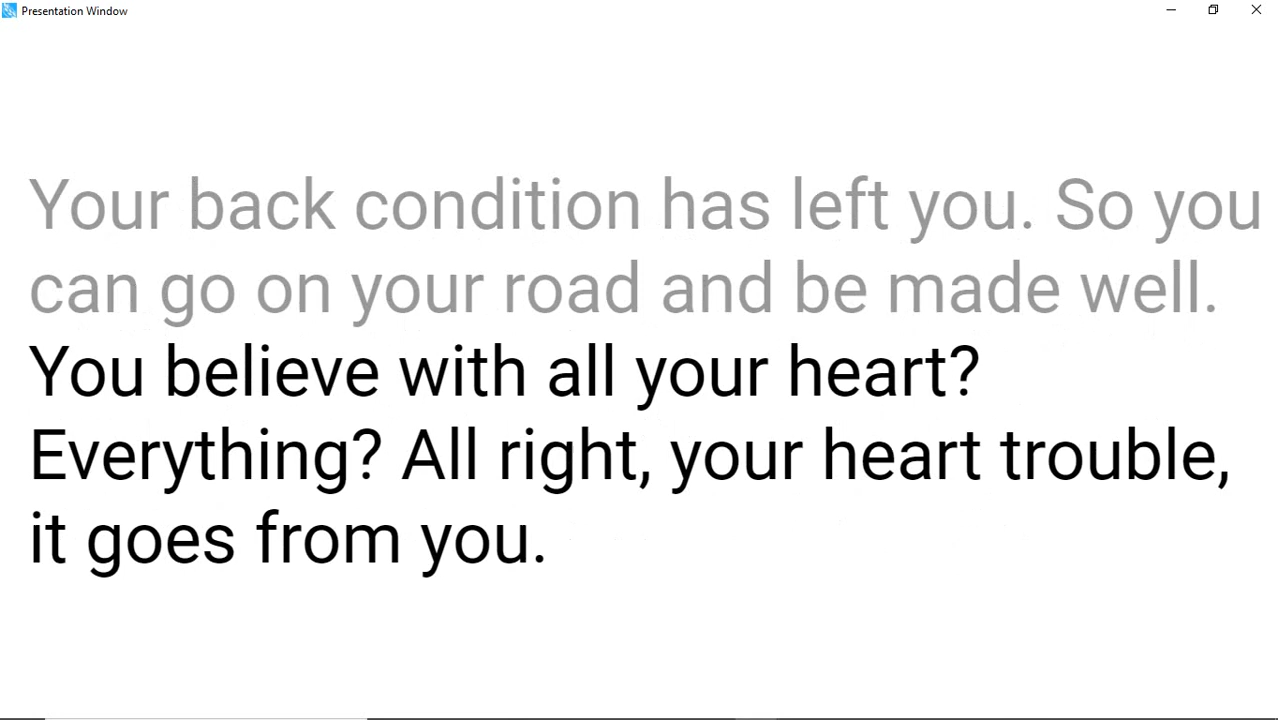 Presentation Window
Your back condition has left you. So you
can go on your road and be made well.
You believe with all your heart?
Everything? All right, your heart trouble,
it goes from you.